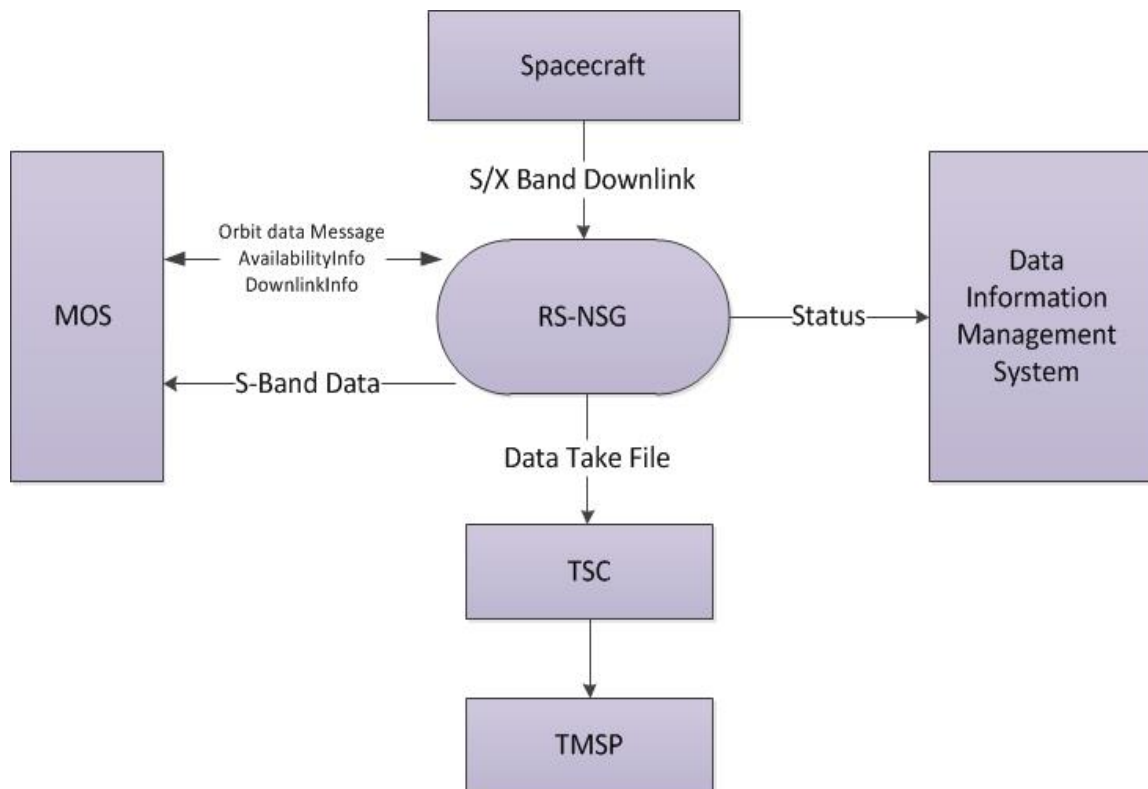 Spacecraft
S/X Band Downlink
Orbit data Message
AvailabilityInfo
DownlinkInfo
MOS
RS-NSG
Status
Data
Information
Management
System
S-Band Data
Data Take File
TSC
TMSP